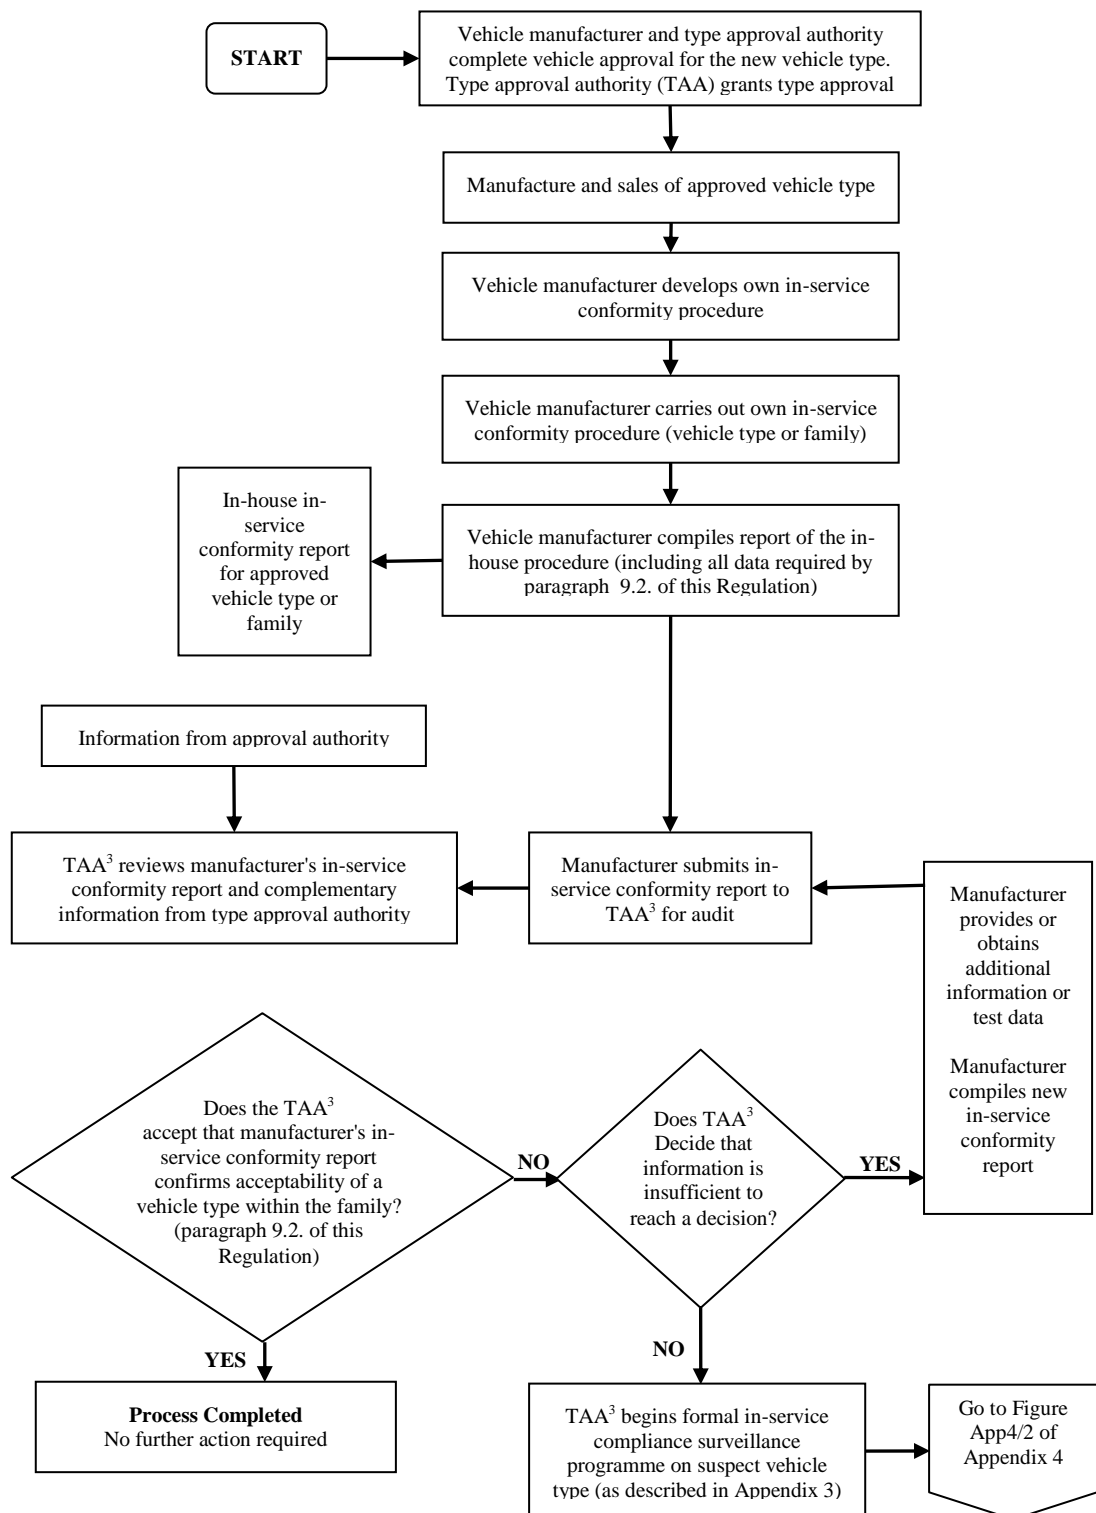 START
Vehicle manufacturer and type approval authority
complete vehicle approval for the new vehicle type.
Type approval authority (TAA) grants type approval
Manufacture and sales of approved vehicle type
Vehicle manufacturer develops own in-service
conformity procedure
Vehicle manufacturer carries out own in-service
conformity procedure (vehicle type or family)
In-house in-
service
conformity report
for approved
vehicle type or
family
Vehicle manufacturer compiles report of the in-
house procedure (including all data required by
paragraph 9.2. of this Regulation)
Information from approval authority
TAA³ reviews manufacturer's in-service
conformity report and complementary
information from type approval authority
Manufacturer submits in-
service conformity report to
TAA³ for audit
Manufacturer
provides or
obtains
additional
information or
test data
Manufacturer
compiles new
in-service
conformity
report
Does the TAA³
accept that manufacturer's in-
service conformity report
confirms acceptability of a
vehicle type within the family?
(paragraph 9.2. of this
Regulation)
NO
Does TAA³
Decide that
information is
insufficient to
reach a decision?
YES
YES
NO
Process Completed
No further action required
TAA³ begins formal in-service
compliance surveillance
programme on suspect vehicle
type (as described in Appendix 3)
Go to Figure
App4/2 of
Appendix 4